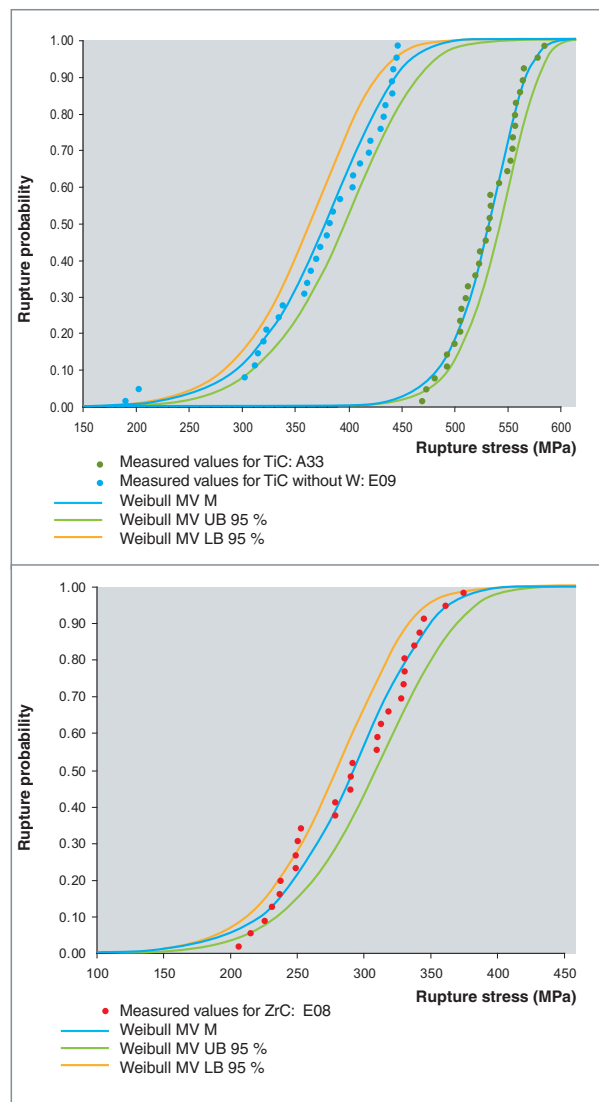 1.00
0.90
0.80
0.70
0.60
0.50
0.40
0.30
0.20
0.10
0.00
Rupture probability
150 200 250 300 350 400 450 500 550 600
Rupture stress (MPa)
Measured values for TiC: A33
Measured values for TiC without W: E09
Weibull MV M
Weibull MV UB 95 %
Weibull MV LB 95 %
1.00
0.90
0.80
0.70
0.60
0.50
0.40
0.30
0.20
0.10
0.00
Rupture probability
100 200 250 300 350 400 450
Rupture stress (MPa)
Measured values for ZrC: E08
Weibull MV M
Weibull MV UB 95 %
Weibull MV LB 95 %